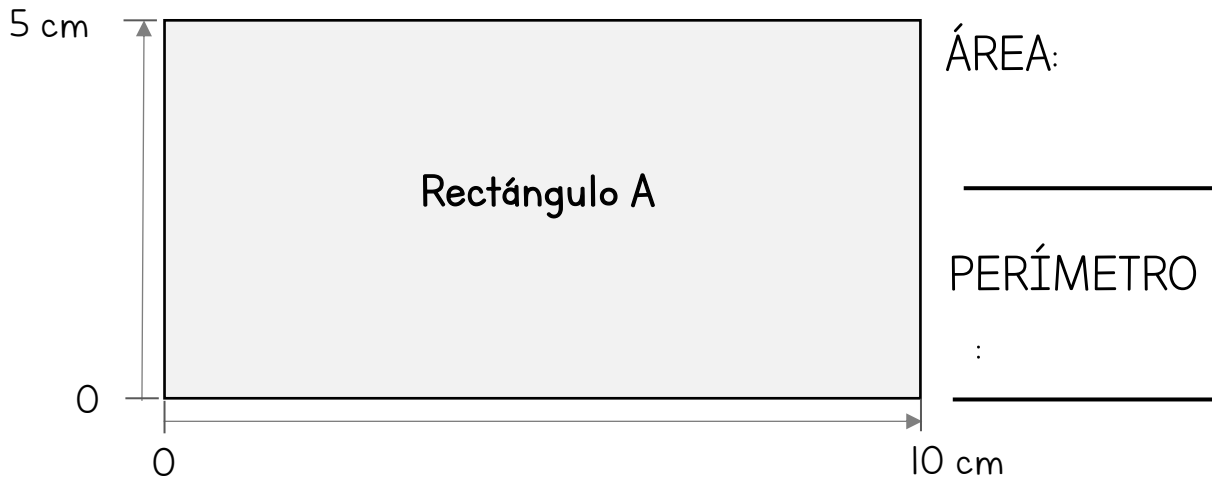 5 cm
ÁREA:
Rectángulo A
PERÍMETRO
:
0
0
10 cm